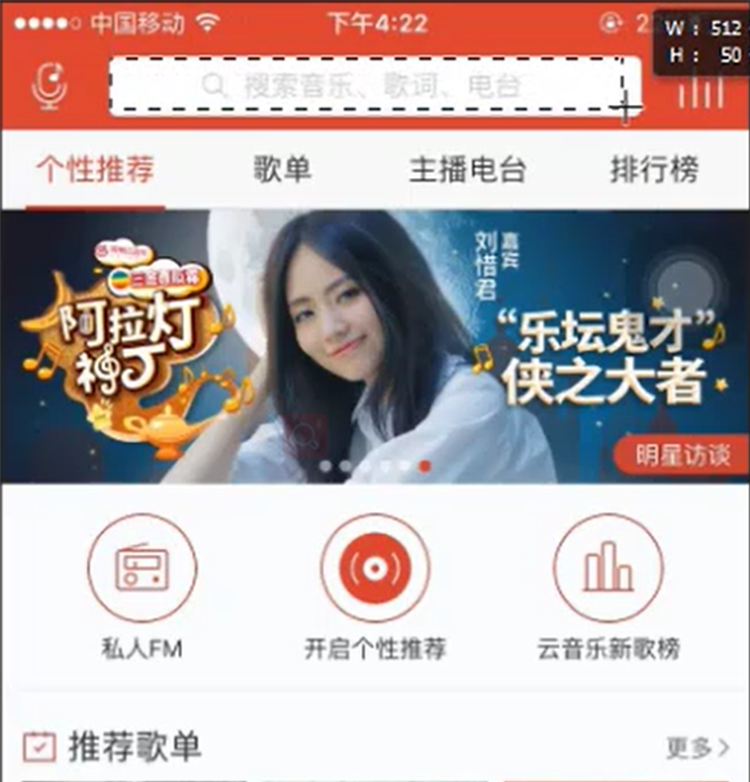 中国移动 下午4:22
W： 512
H： 50
搜索音乐、歌词、电台
个性推荐 歌单 主播电台 排行榜
嘉宾
刘惜君
阿拉灯
神丁
“乐坛鬼才”
侠之大者
明星访谈
私人FM 开启个性推荐 云音乐新歌榜
推荐歌单 更多